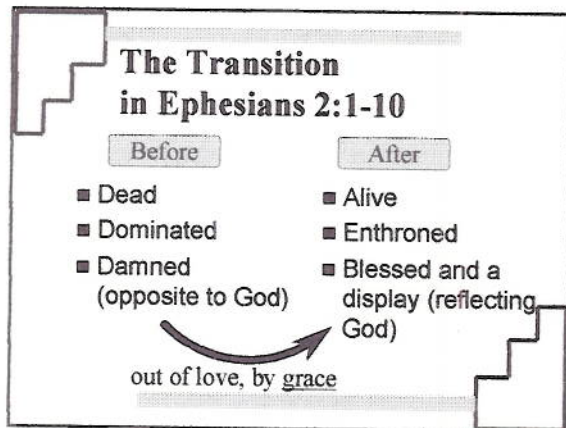 The Transition
in Ephesians 2:1-10
Before
After
Dead
Dominated
Damned
(opposite to God)
Alive
Enthroned
Blessed and a
display (reflecting
God)
out of love, by grace